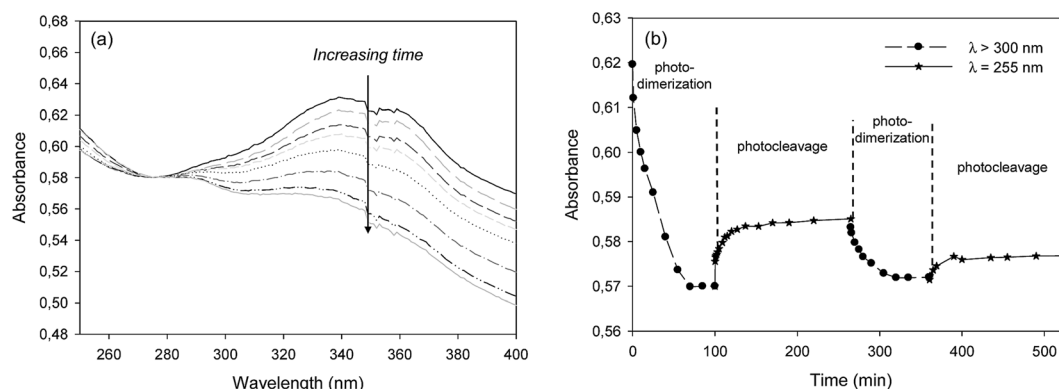 (a)
Increasing time
Absorbance
0,68
0,66
0,64
0,62
0,60
0,58
0,56
0,54
0,52
0,50
0,48
260
280
300
320
340
360
380
400
Wavelength (nm)
(b)
λ > 300 nm
λ = 255 nm
photo-
dimerization
photocleavage
photo-
dimerization
photocleavage
Absorbance
0,63
0,62
0,61
0,60
0,59
0,58
0,57
0,56
0
100
200
300
400
500
Time (min)